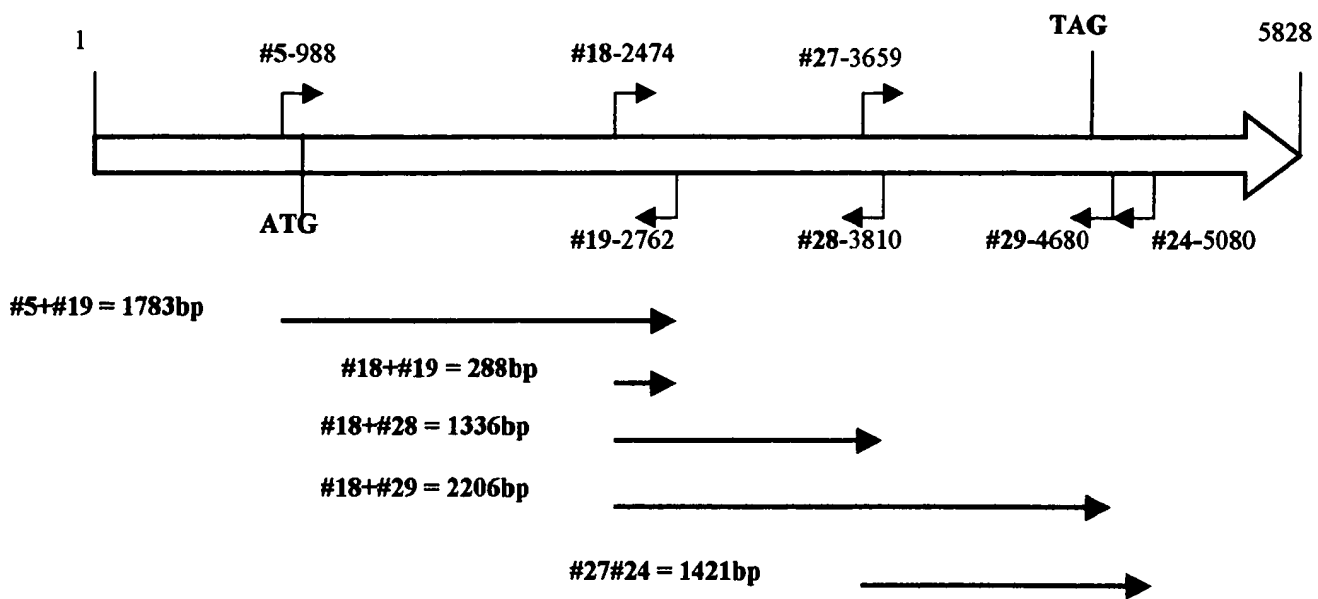 1
#5-988
#18-2474
#27-3659
TAG
5828
ATG
#19-2762
#28-3810
#29-4680
#24-5080
#5+#19 = 1783bp
#18+#19 = 288bp
#18+#28 = 1336bp
#18+#29 = 2206bp
#27#24 = 1421bp